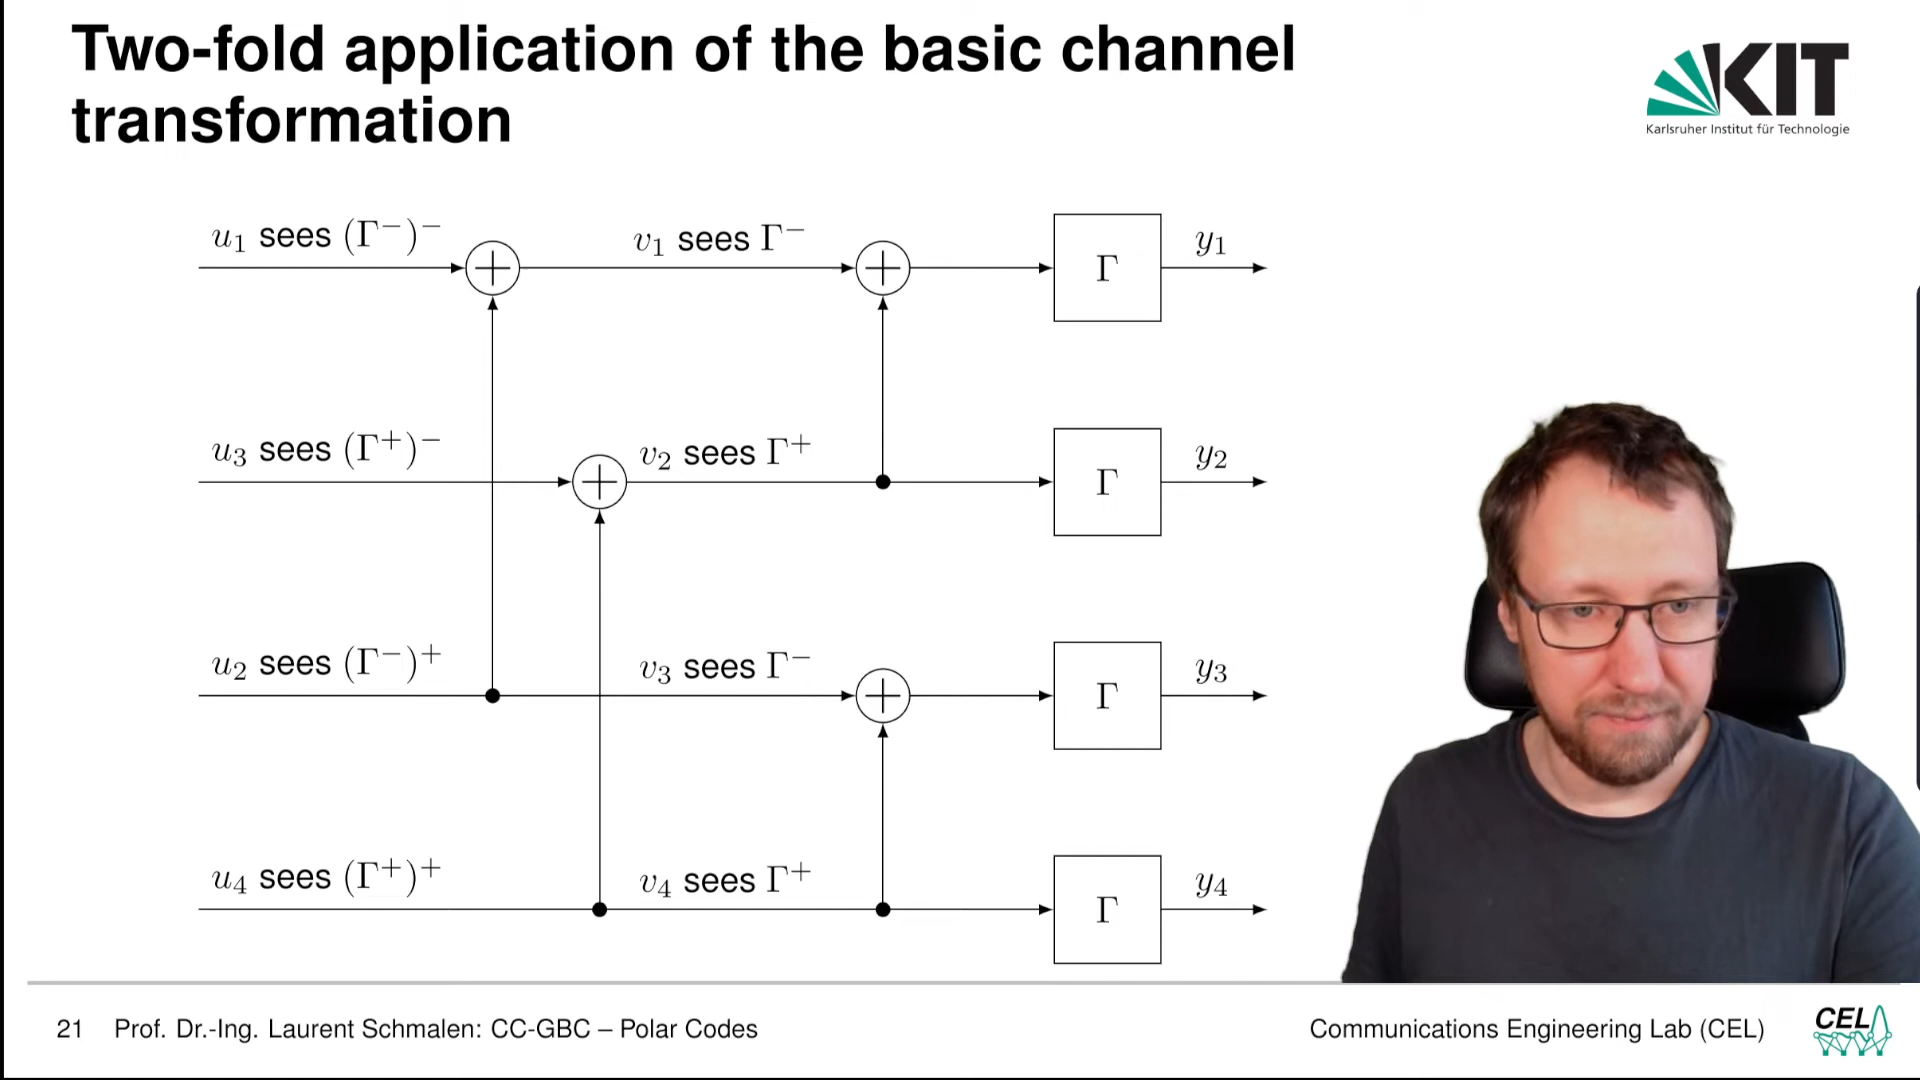 Two-fold application of the basic channel
transformation
KIT
Karlsruher Institut für Technologie
u₁ sees (Γ⁻)⁻
v₁ sees Γ⁻
Γ
y₁
u₃ sees (Γ⁺)⁻
v₂ sees Γ⁺
Γ
y₂
u₂ sees (Γ⁻)⁺
v₃ sees Γ⁻
Γ
y₃
u₄ sees (Γ⁺)⁺
v₄ sees Γ⁺
Γ
y₄
21 Prof. Dr.-Ing. Laurent Schmalen: CC-GBC – Polar Codes
Communications Engineering Lab (CEL)
CEL